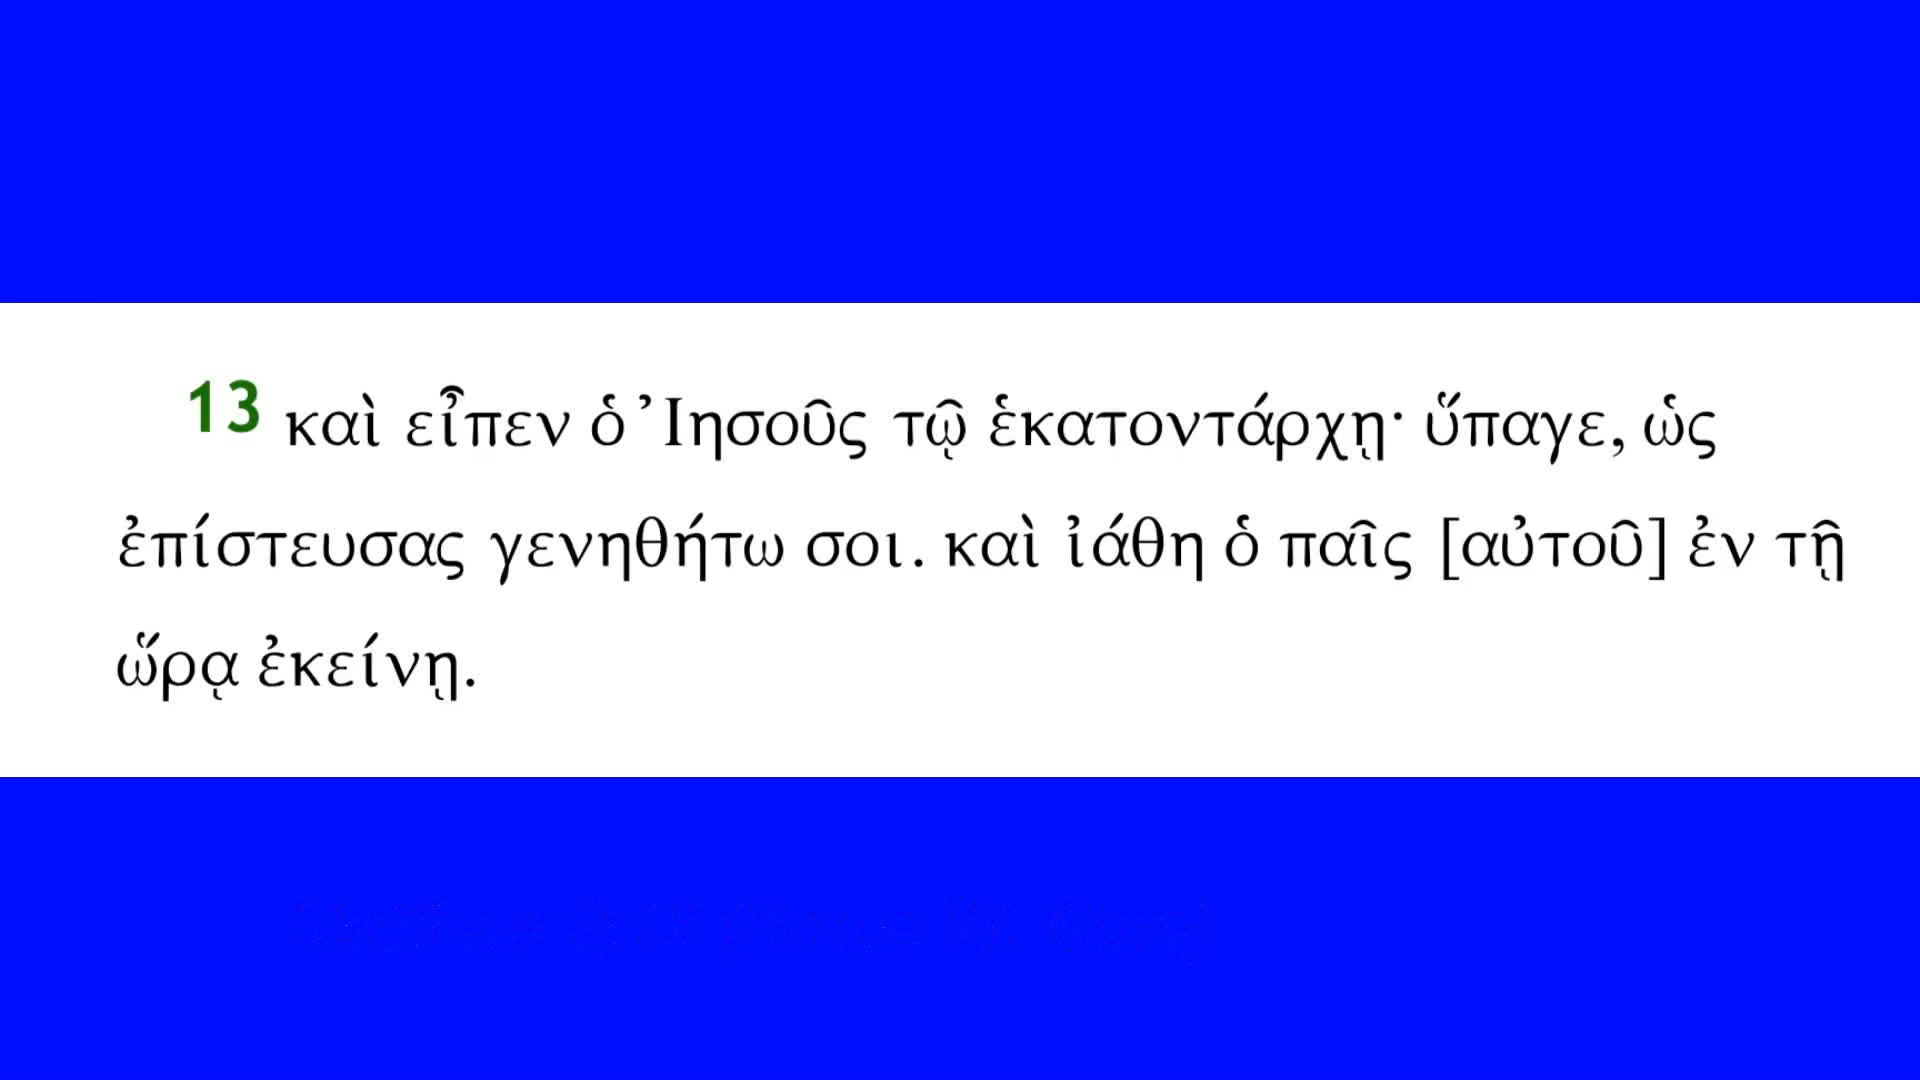 13 καὶ εἶπεν ὁ Ἰησοῦς τῷ ἑκατοντάρχῃ· ὕπαγε, ὡς
ἐπίστευσας γενηθήτω σοι. καὶ ἰάθη ὁ παῖς [αὐτοῦ] ἐν τῇ
ὥρᾳ ἐκείνῃ.